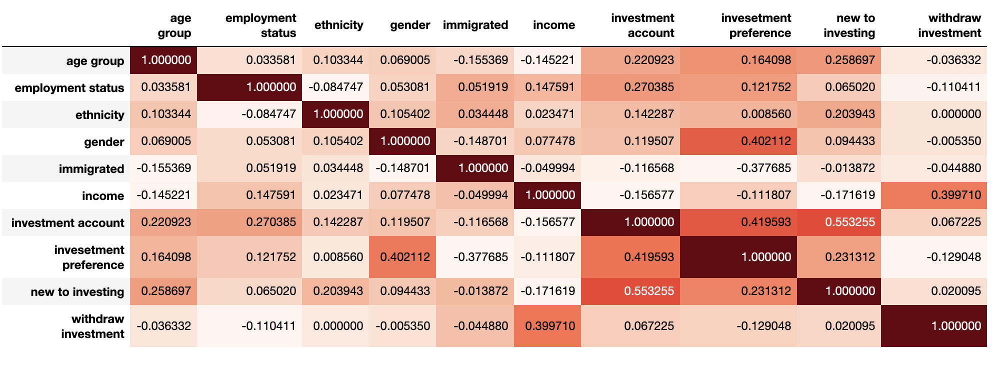 age group employment status ethnicity gender immigrated income investment account invesetment preference new to investing withdraw investment
age group 1.000000 0.033581 0.103344 0.069005 -0.155369 -0.145221 0.220923 0.164098 0.258697 -0.036332
employment status 0.033581 1.000000 -0.084747 0.053081 0.051919 0.147591 0.270385 0.121752 0.065020 -0.110411
ethnicity 0.103344 -0.084747 1.000000 0.105402 0.034448 0.023471 0.142287 0.008560 0.203943 0.000000
gender 0.069005 0.053081 0.105402 1.000000 -0.148701 0.077478 0.119507 0.402112 0.094433 -0.005350
immigrated -0.155369 0.051919 0.034448 -0.148701 1.000000 -0.049994 -0.116568 -0.377685 -0.013872 -0.044880
income -0.145221 0.147591 0.023471 0.077478 -0.049994 1.000000 -0.156577 -0.111807 -0.171619 0.399710
investment account 0.220923 0.270385 0.142287 0.119507 -0.116568 -0.156577 1.000000 0.419593 0.553255 0.067225
invesetment preference 0.164098 0.121752 0.008560 0.402112 -0.377685 -0.111807 0.419593 1.000000 0.231312 -0.129048
new to investing 0.258697 0.065020 0.203943 0.094433 -0.013872 -0.171619 0.553255 0.231312 1.000000 0.020095
withdraw investment -0.036332 -0.110411 0.000000 -0.005350 -0.044880 0.399710 0.067225 -0.129048 0.020095 1.000000